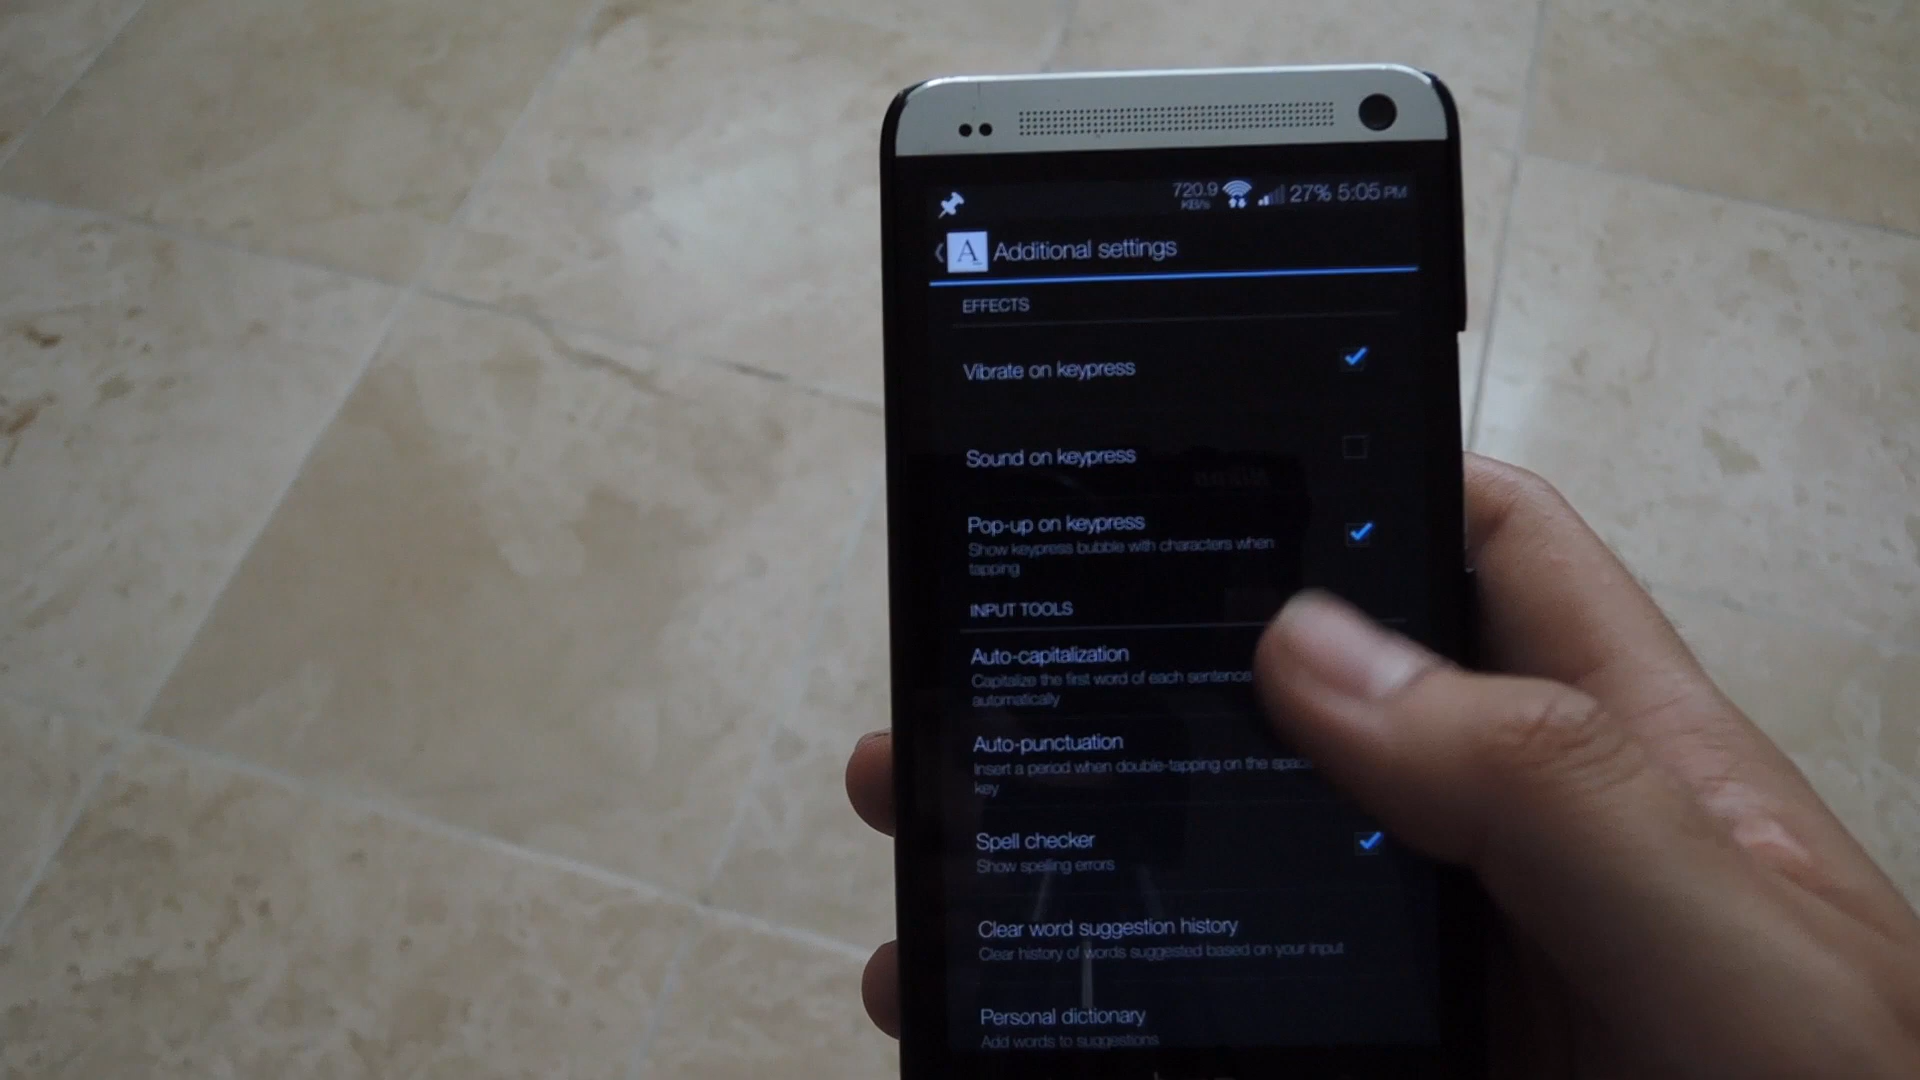 720.9 KB/s 27% 5:05 PM
A Additional settings
EFFECTS
Vibrate on keypress
Sound on keypress
Pop-up on keypress
Show keypress bubble with characters when
tapping
INPUT TOOLS
Auto-capitalization
Capitalize the first word of each sentence
automatically
Auto-punctuation
Insert a period when double-tapping on the space
key
Spell checker
Show spelling errors
Clear word suggestion history
Clear history of words suggested based on your input
Personal dictionary
Add words to suggestions